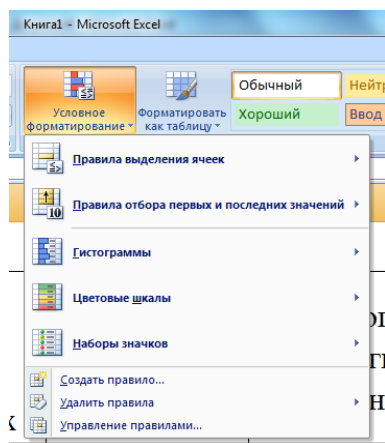 Книга1 - Microsoft Excel
Условное форматирование
Форматировать как таблицу
Обычный
Хороший
Ввод
Правила выделения ячеек
Правила отбора первых и последних значений
10
Гистограммы
Цветовые шкалы
Наборы значков
Создать правило...
Удалить правила
Управление правилами...